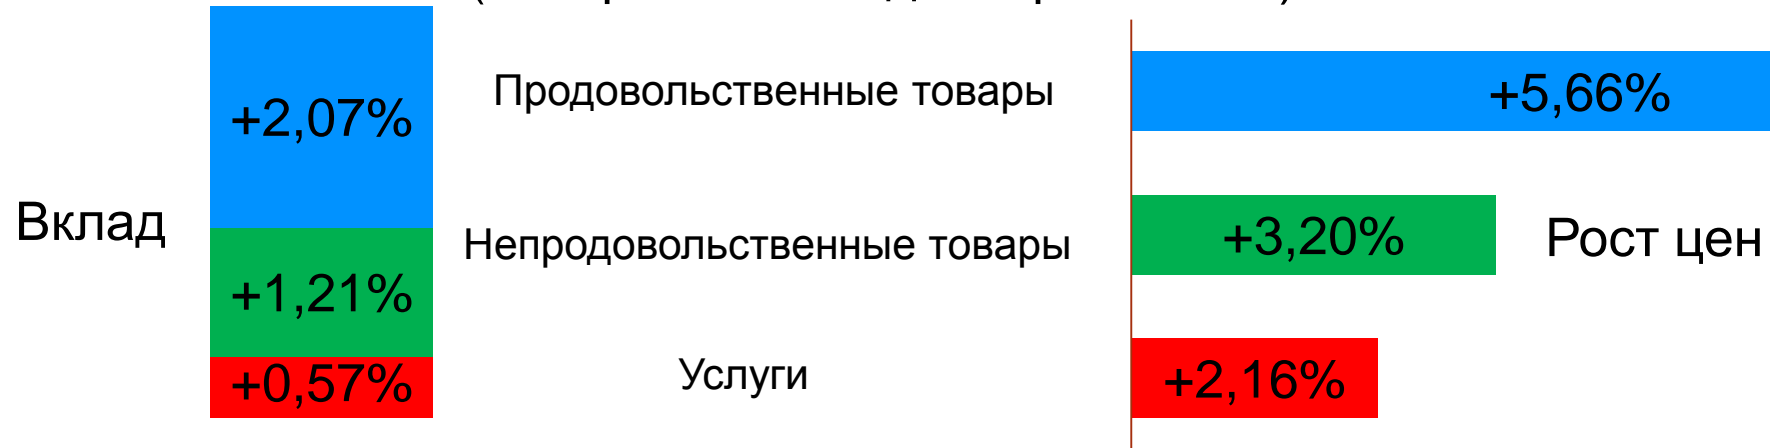 +2,07%
Продовольственные товары
+5,66%
Вклад
+1,21%
Непродовольственные товары
+3,20%
Рост цен
+0,57%
Услуги
+2,16%